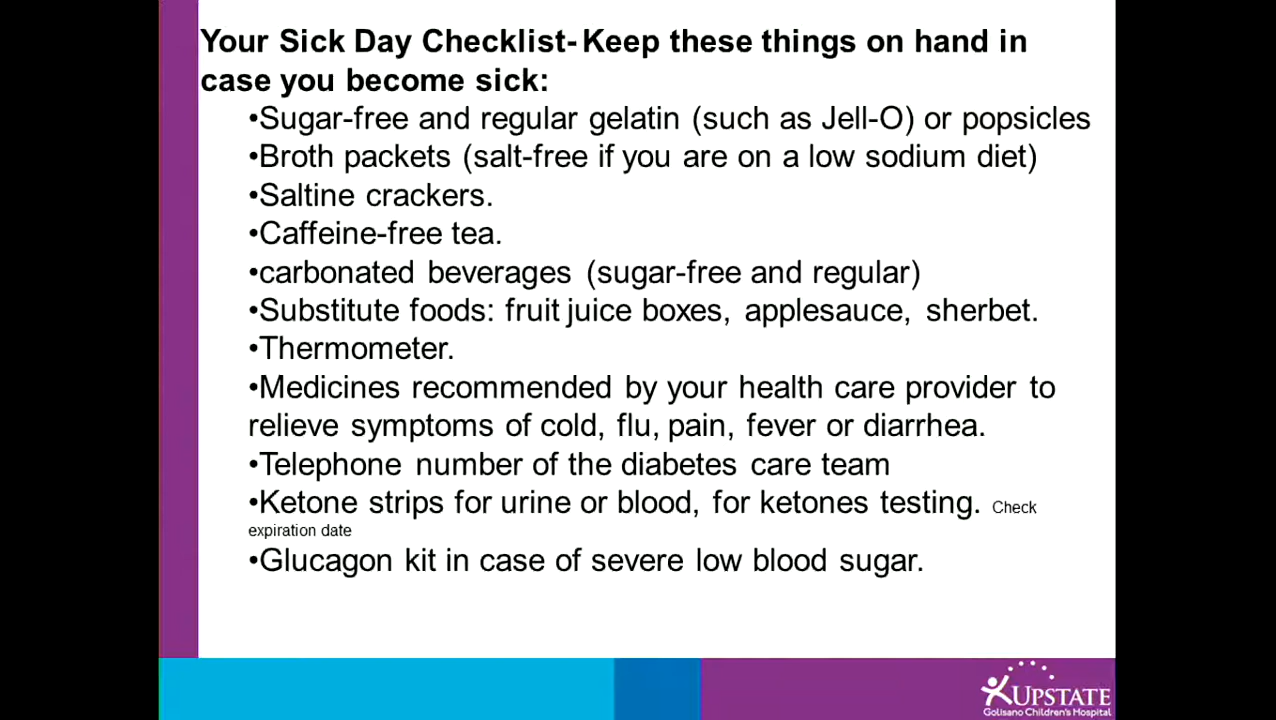 Your Sick Day Checklist- Keep these things on hand in
case you become sick:
•Sugar-free and regular gelatin (such as Jell-O) or popsicles
•Broth packets (salt-free if you are on a low sodium diet)
•Saltine crackers.
•Caffeine-free tea.
•carbonated beverages (sugar-free and regular)
•Substitute foods: fruit juice boxes, applesauce, sherbet.
•Thermometer.
•Medicines recommended by your health care provider to
relieve symptoms of cold, flu, pain, fever or diarrhea.
•Telephone number of the diabetes care team
•Ketone strips for urine or blood, for ketones testing. Check
expiration date
•Glucagon kit in case of severe low blood sugar.
UPSTATE
Golisano Children's Hospital